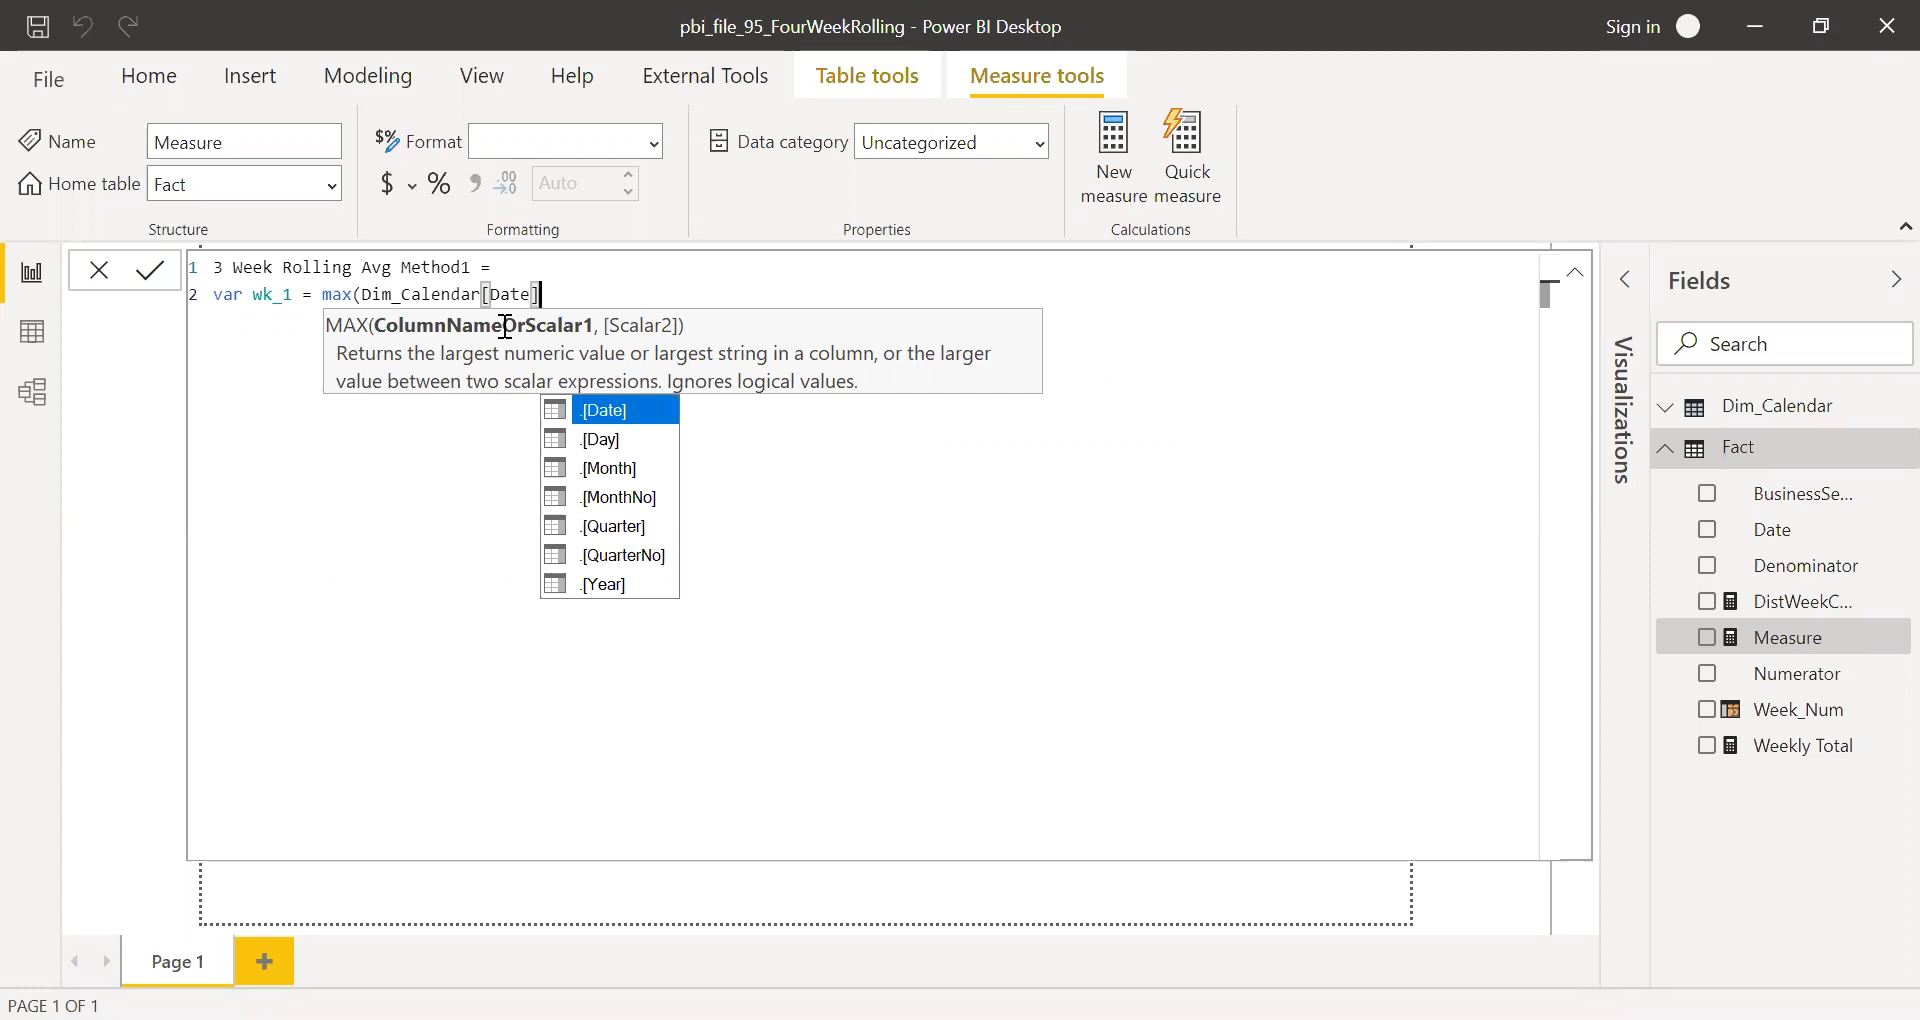 pbi_file_95_FourWeekRolling - Power BI Desktop
Sign in
File
Home
Insert
Modeling
View
Help
External Tools
Table tools
Measure tools
Name
Measure
Home table
Fact
Structure
$% Format
$ % 9 .00
Auto
Formatting
Data category
Uncategorized
Properties
New measure
Quick measure
Calculations
1 3 Week Rolling Avg Method1 =
2 var wk_1 = max(Dim_Calendar[Date]
MAX(ColumnNameOrScalar1, [Scalar2])
Returns the largest numeric value or largest string in a column, or the larger
value between two scalar expressions. Ignores logical values.
.[Date]
.[Day]
.[Month]
.[MonthNo]
.[Quarter]
.[QuarterNo]
.[Year]
Visualizations
Fields
Search
Dim_Calendar
Fact
BusinessSe...
Date
Denominator
DistWeekC...
Measure
Numerator
Week_Num
Weekly Total
Page 1
PAGE 1 OF 1